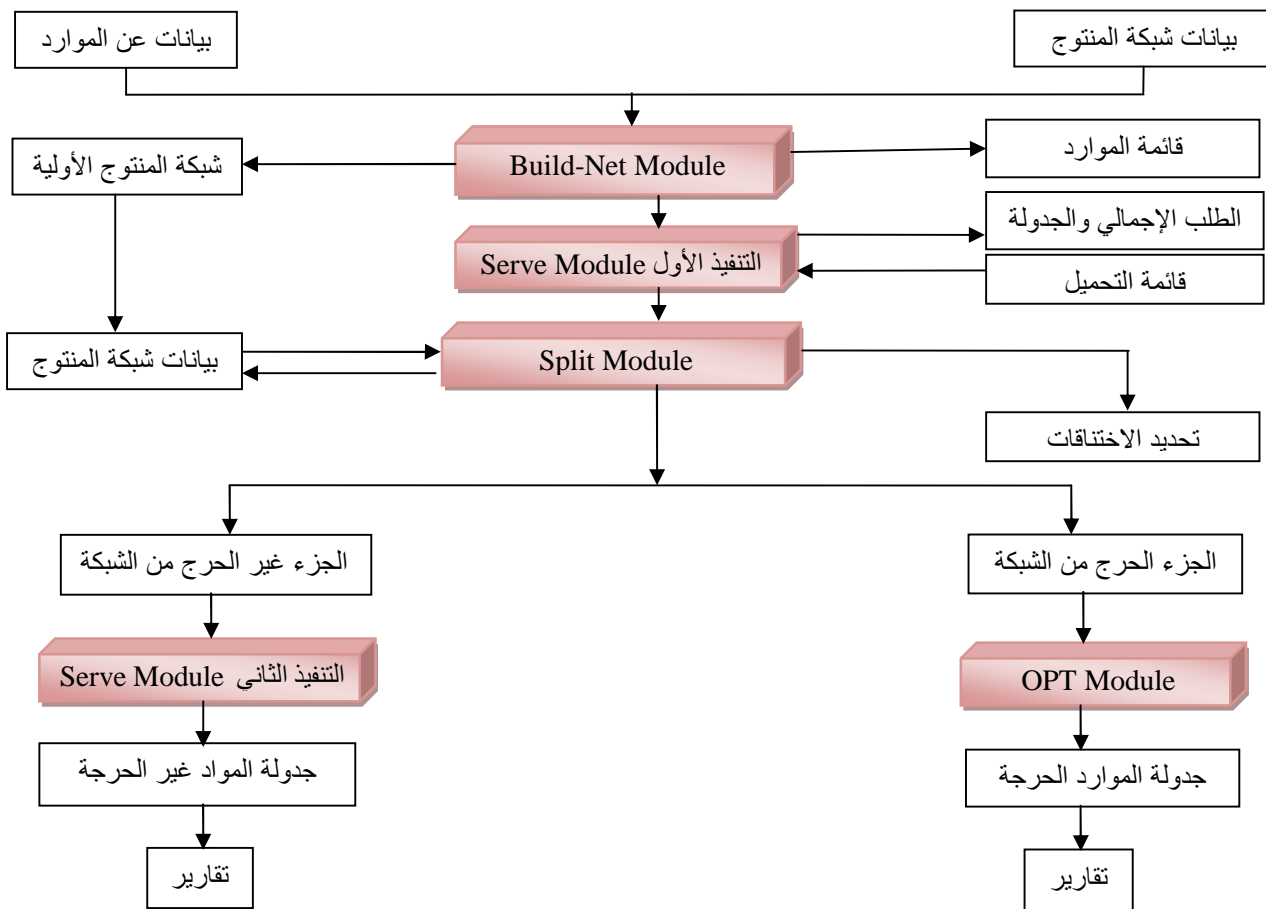 بيانات شبكة المنتوج
بيانات عن الموارد
Build-Net Module
قائمة الموارد
شبكة المنتوج الأولية
الطلب الإجمالي والجدولة
Serve Module التنفيذ الأول
قائمة التحميل
بيانات شبكة المنتوج
Split Module
تحديد الاختناقات
الجزء الحرج من الشبكة
الجزء غير الحرج من الشبكة
OPT Module
Serve Module التنفيذ الثاني
جدولة الموارد الحرجة
جدولة المواد غير الحرجة
تقارير
تقارير